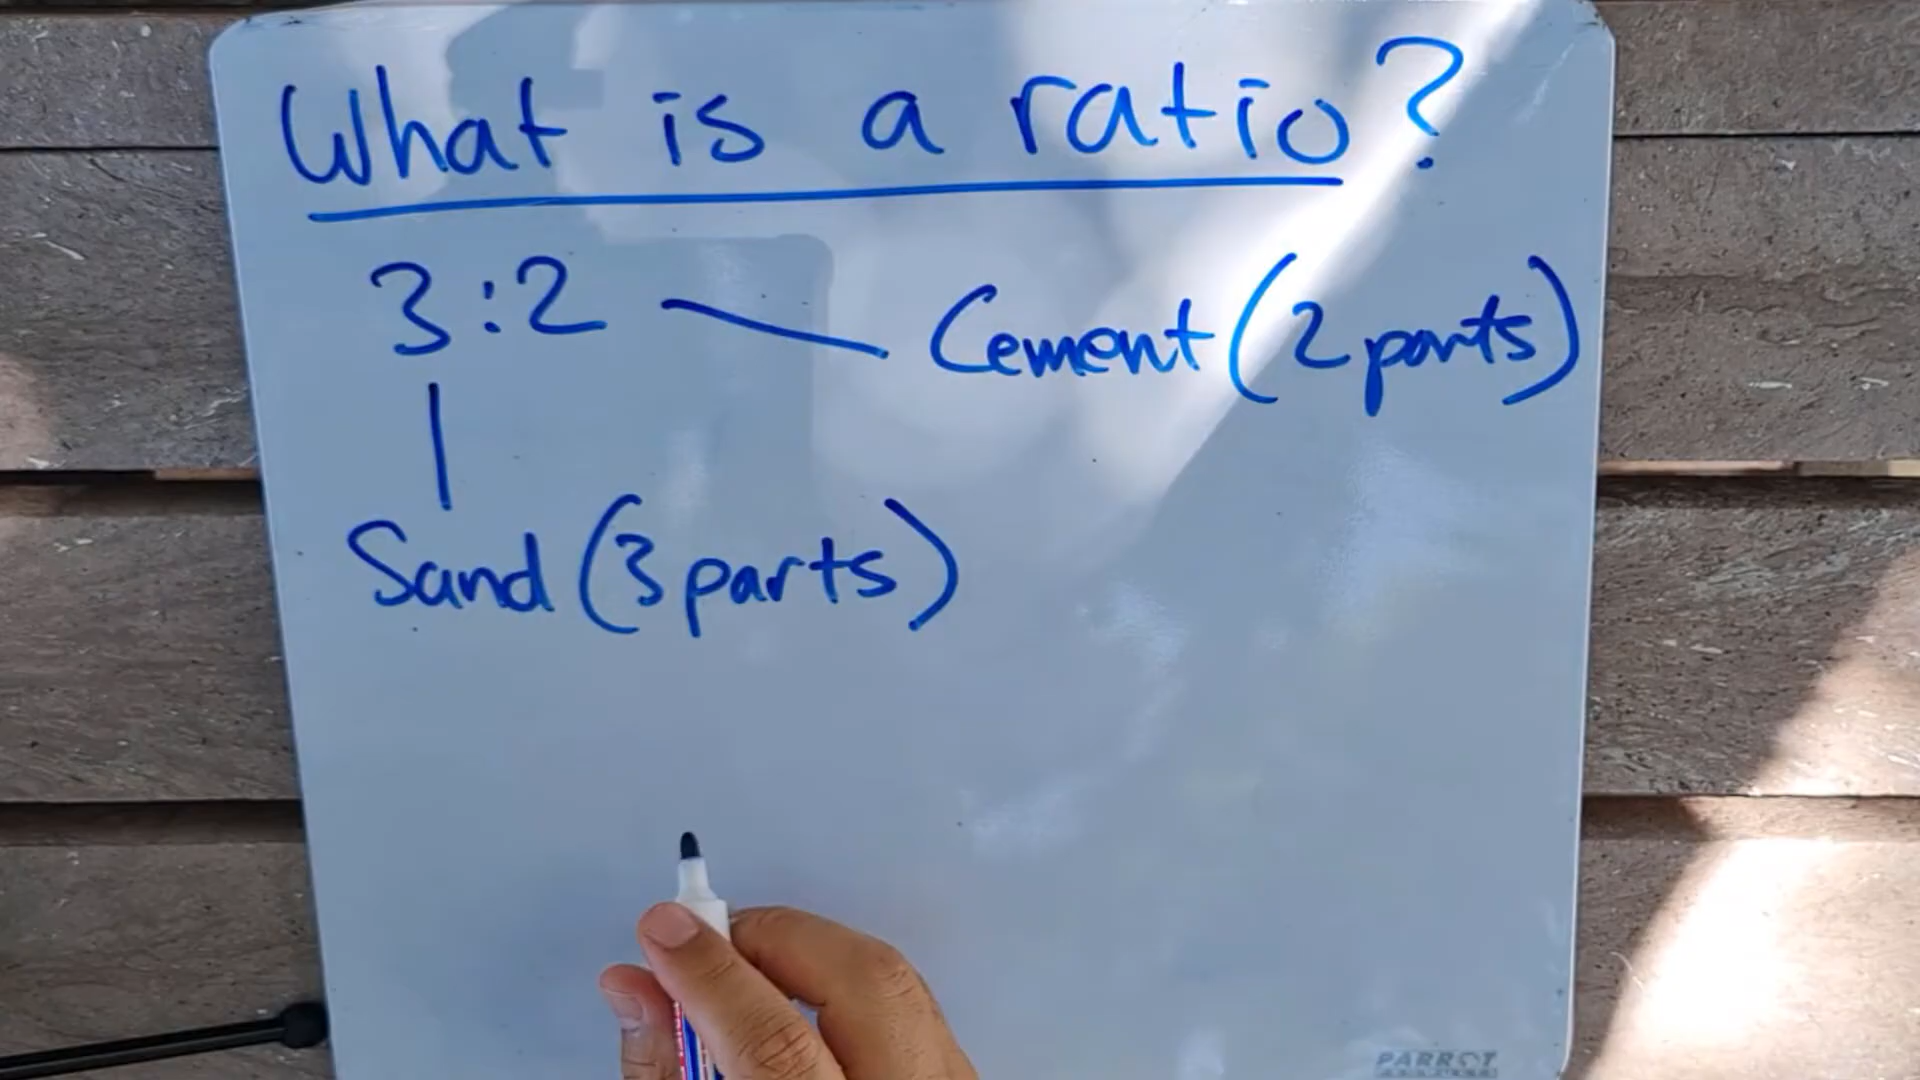 What is a ratio?
3:2
Cement (2 parts)
Sand (3 parts)
PARROT